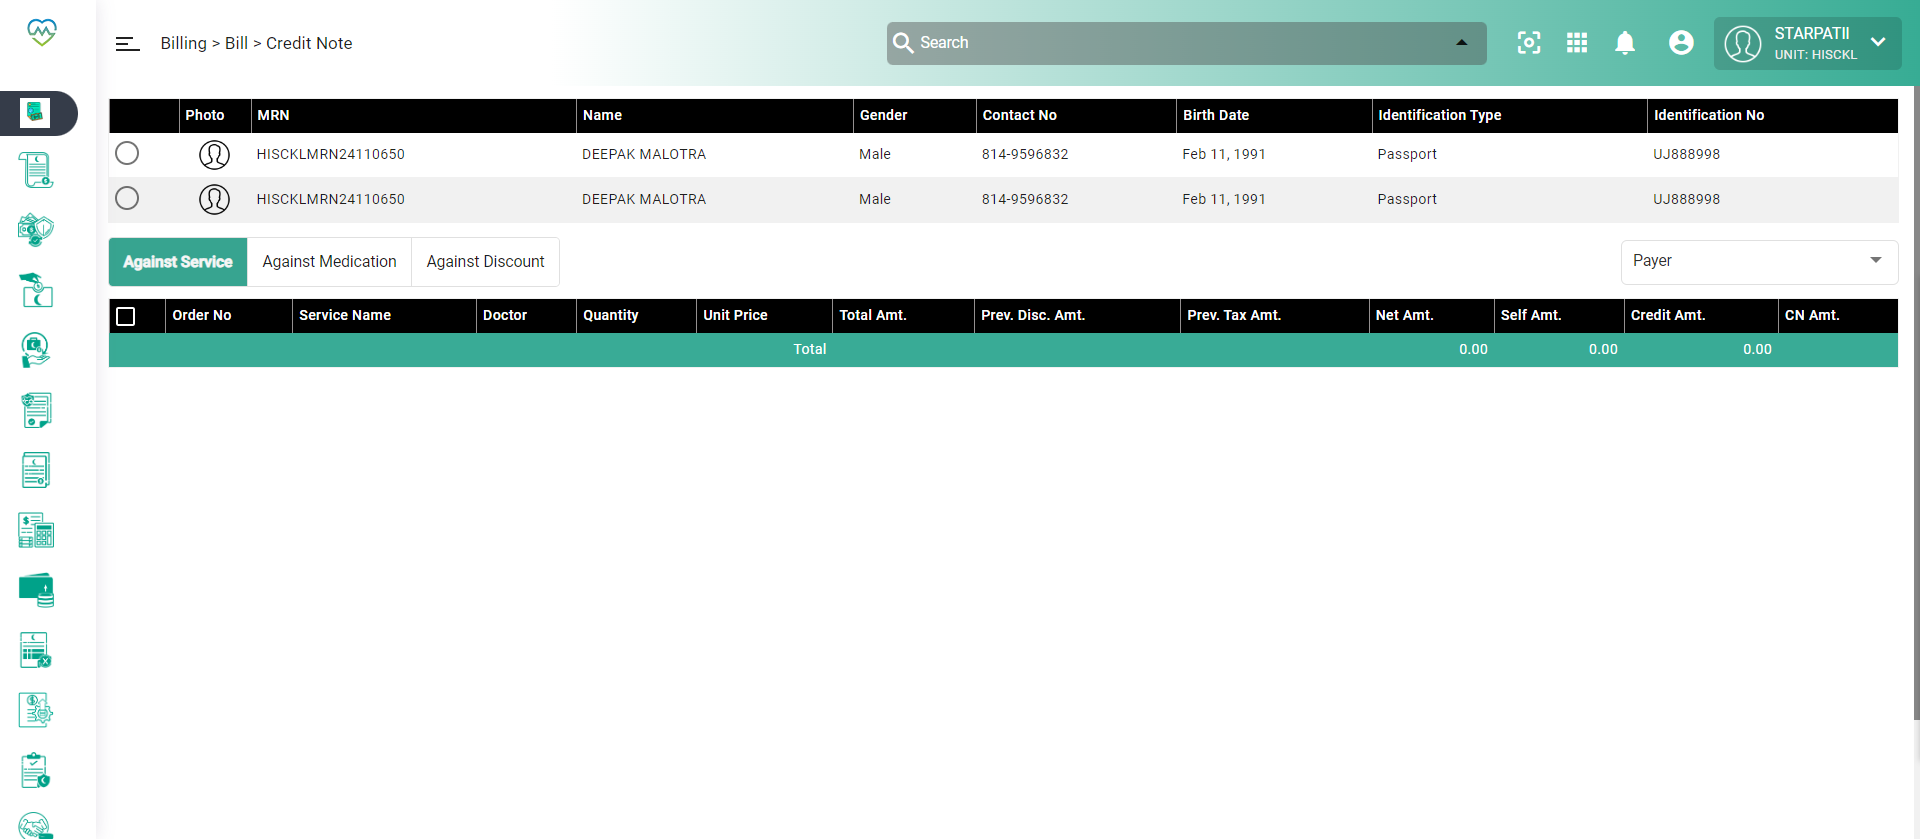 Billing > Bill > Credit Note
Search
STARPATII
UNIT: HISCKL
Photo MRN Name Gender Contact No Birth Date Identification Type Identification No
HISCKLMRN24110650 DEEPAK MALOTRA Male 814-9596832 Feb 11, 1991 Passport UJ888998
HISCKLMRN24110650 DEEPAK MALOTRA Male 814-9596832 Feb 11, 1991 Passport UJ888998
Against Service Against Medication Against Discount Payer
Order No Service Name Doctor Quantity Unit Price Total Amt. Prev. Disc. Amt. Prev. Tax Amt. Net Amt. Self Amt. Credit Amt. CN Amt.
Total 0.00 0.00 0.00